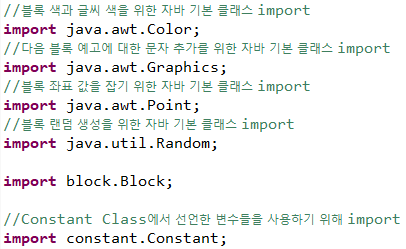 //블록 색과 글씨 색을 위한 자바 기본 클래스 import
import java.awt.Color;
//다음 블록 예고에 대한 문자 추가를 위한 자바 기본 클래스 import
import java.awt.Graphics;
//블록 좌표 값을 잡기 위한 자바 기본 클래스 import
import java.awt.Point;
//블록 랜덤 생성을 위한 자바 기본 클래스 import
import java.util.Random;
import block.Block;
//Constant Class에서 선언한 변수들을 사용하기 위해 import
import constant.Constant;